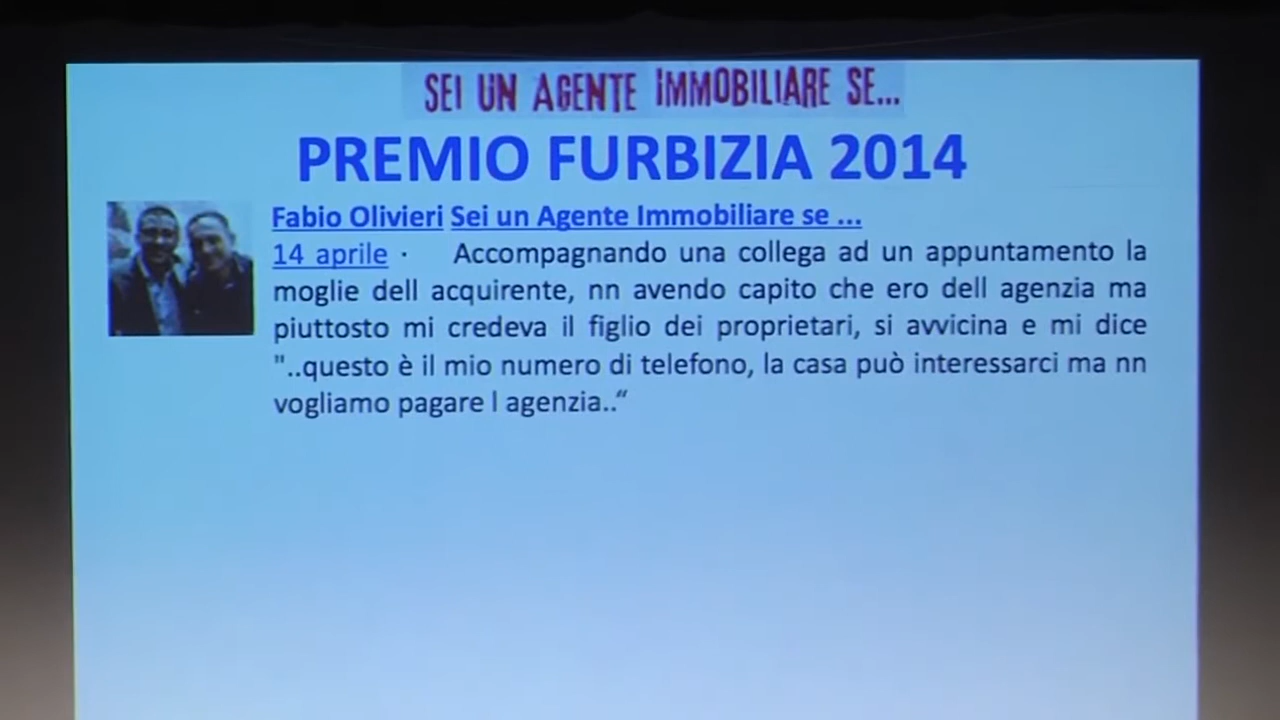 SEI UN AGENTE IMMOBILIARE SE...
PREMIO FURBIZIA 2014
Fabio Olivieri Sei un Agente Immobiliare se ...
14 aprile · Accompagnando una collega ad un appuntamento la
moglie dell acquirente, nn avendo capito che ero dell agenzia ma
piuttosto mi credeva il figlio dei proprietari, si avvicina e mi dice
"..questo è il mio numero di telefono, la casa può interessarci ma nn
vogliamo pagare l agenzia..“